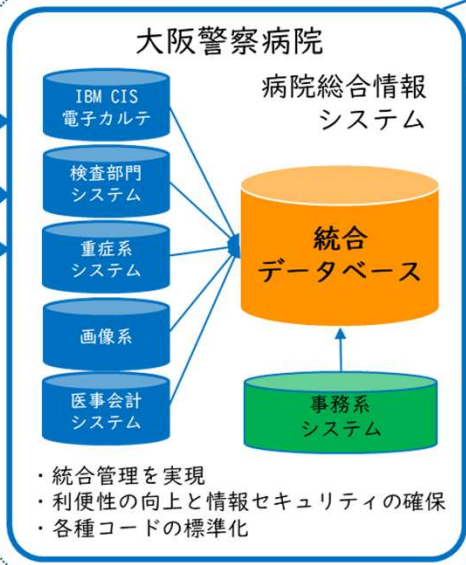 大阪警察病院
病院総合情報
システム
IBM CIS
電子カルテ
検査部門
システム
重症系
システム
画像系
医事会計
システム
統合
データベース
事務系
システム
・統合管理を実現
・利便性の向上と情報セキュリティの確保
・各種コードの標準化